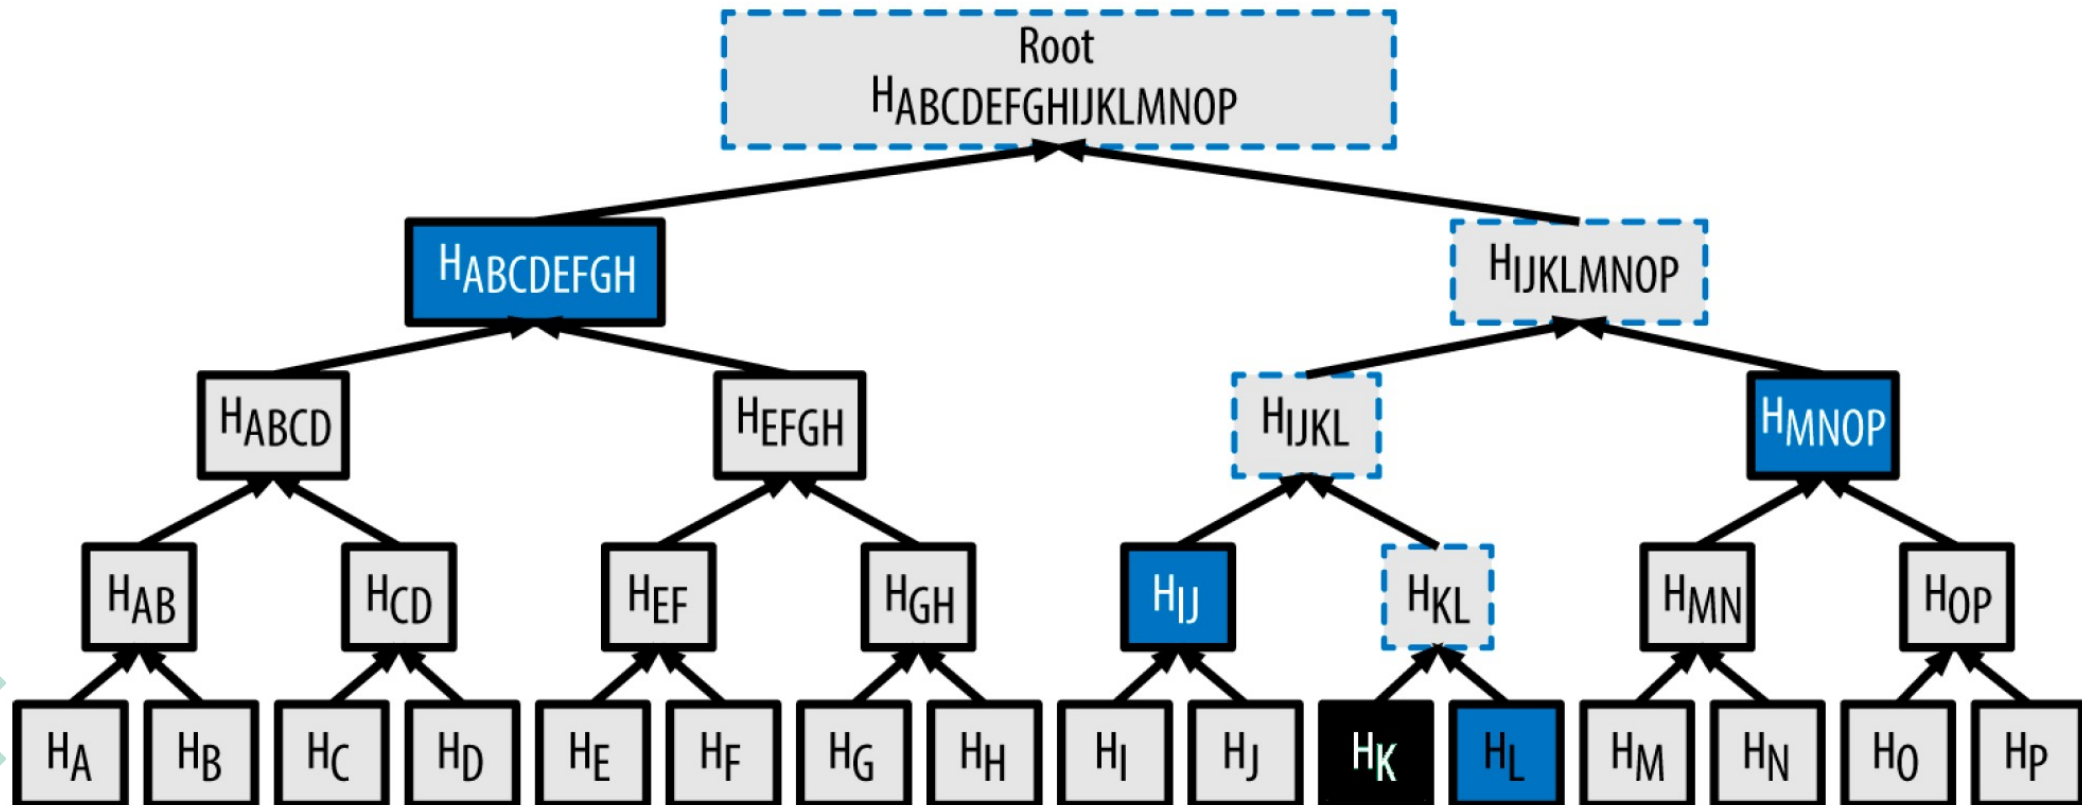 Root
HABCDEFGHIJKLMNOP
HABCDEFGH
HIJKLMNOP
HABCD
HEFGH
HIJKL
HMNOP
HAB
HCD
HEF
HGH
HIJ
HKL
HMN
HOP
HA
HB
HC
HD
HE
HF
HG
HH
HI
HJ
HK
HL
HM
HN
HO
HP